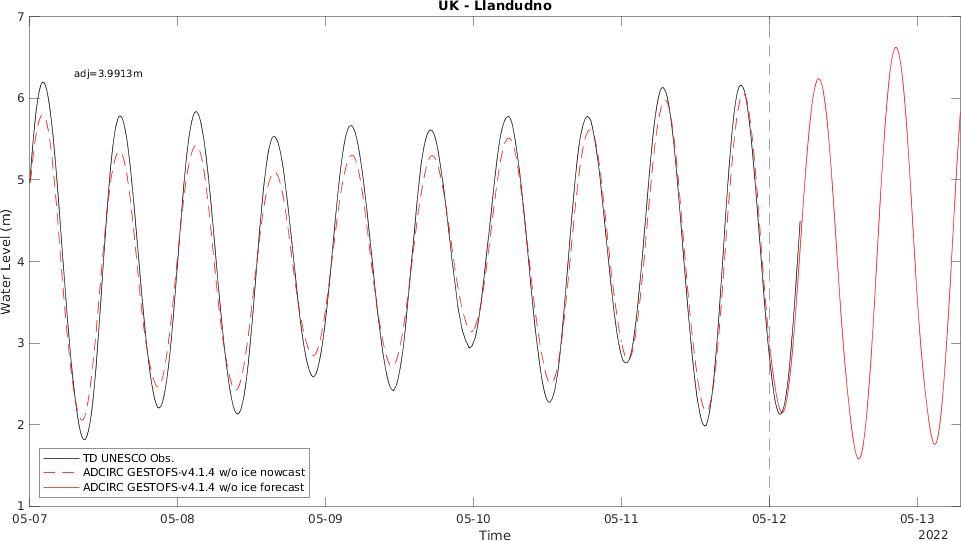 UK - Llandudno
7
adj=3.9913m
6
5
4
3
2
1
Water Level (m)
TD UNESCO Obs.
ADCIRC GESTOFS-v4.1.4 w/o ice nowcast
ADCIRC GESTOFS-v4.1.4 w/o ice forecast
05-07 05-08 05-09 05-10 05-11 05-12 05-13
Time
2022